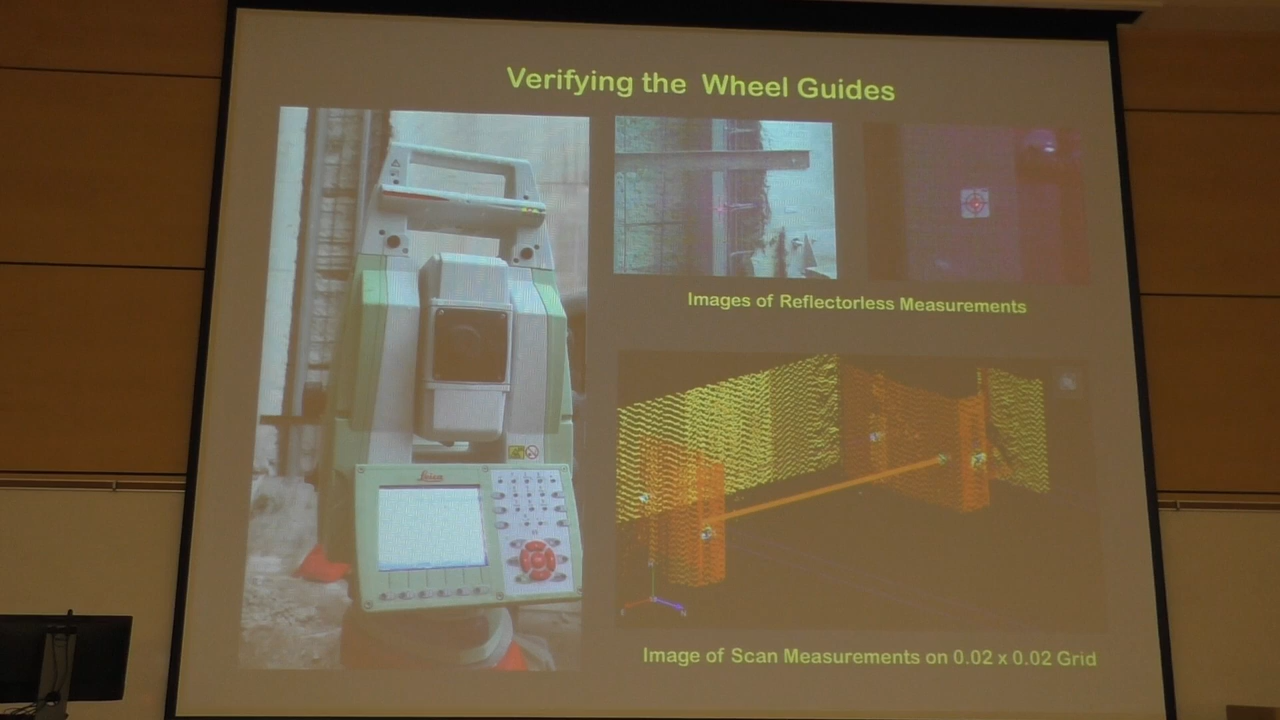 Verifying the Wheel Guides
Images of Reflectorless Measurements
Leica
Image of Scan Measurements on 0.02 x 0.02 Grid